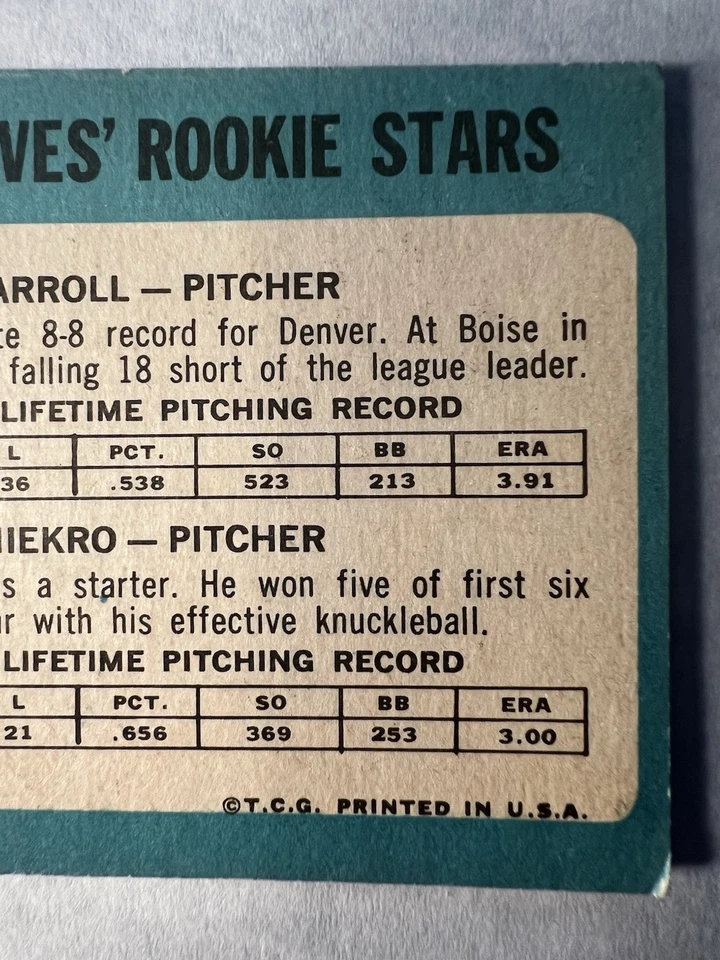 VES' ROOKIE STARS
ARROLL — PITCHER
te 8-8 record for Denver. At Boise in
falling 18 short of the league leader.
LIFETIME PITCHING RECORD
L PCT. SO BB ERA
36 .538 523 213 3.91
IEKRO — PITCHER
s a starter. He won five of first six
r with his effective knuckleball.
LIFETIME PITCHING RECORD
L PCT. SO BB ERA
21 .656 369 253 3.00
©T.C.G. PRINTED IN U.S.A.